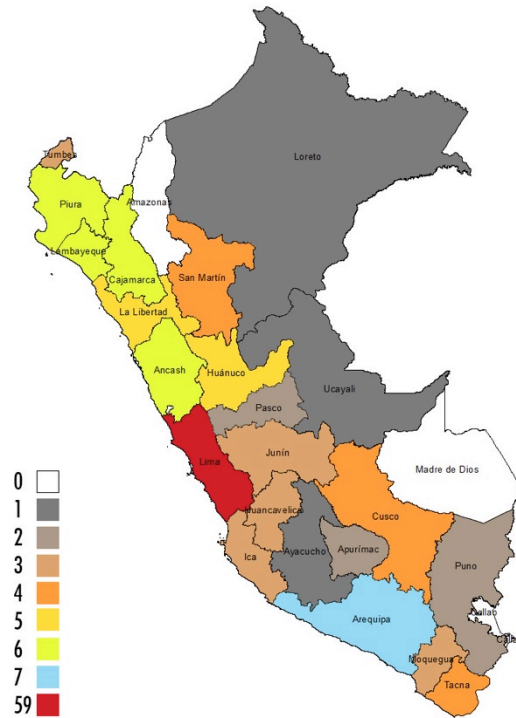 Loreto
Tumbes
Amazonas
Piura
Lambayeque
Cajamarca
San Martín
La Libertad
Ancash
Huánuco
Ucayali
Pasco
Lima
Junín
Madre de Dios
Huancavelica
Cusco
Ayacucho
Apurímac
Ica
Puno
Callao
Arequipa
Moquegua
Tacna
0
1
2
3
4
5
6
7
59